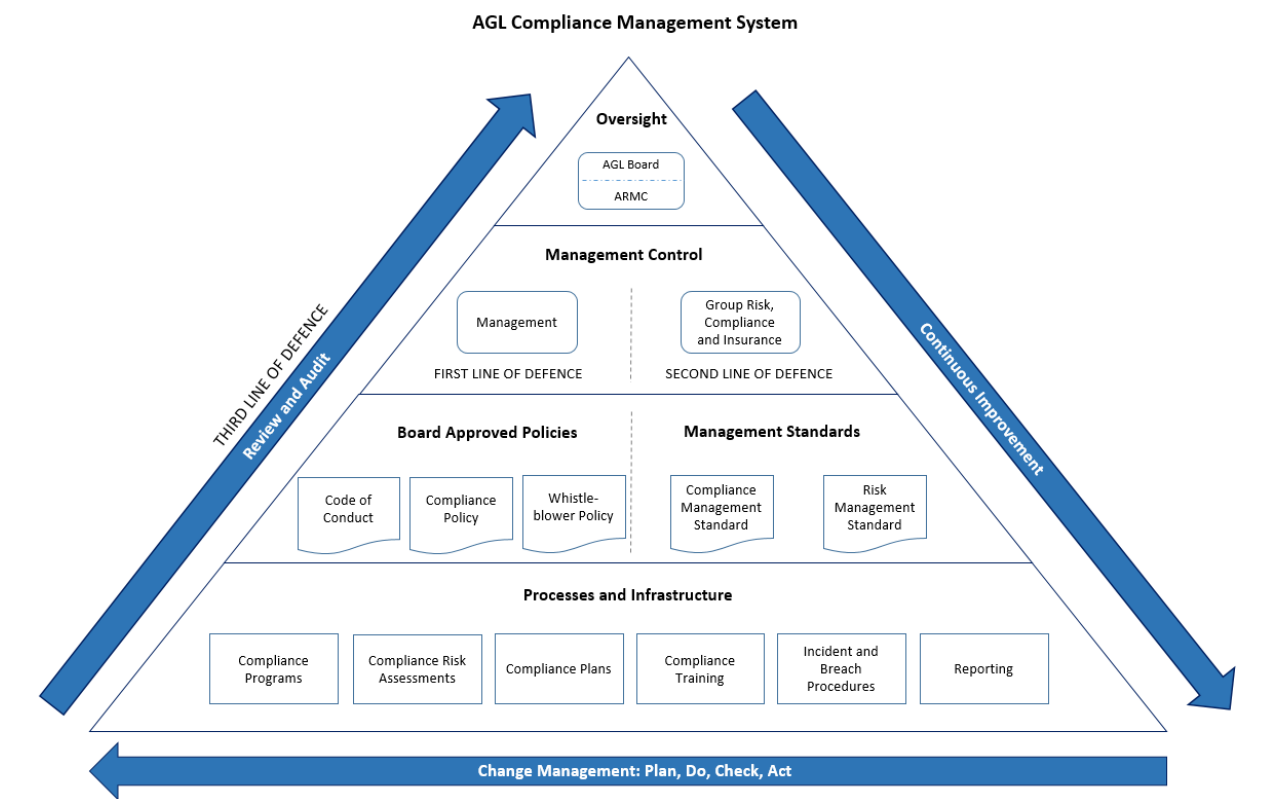 AGL Compliance Management System
Oversight
AGL Board
ARMC
Management Control
Management
Group Risk,
Compliance
and Insurance
FIRST LINE OF DEFENCE
SECOND LINE OF DEFENCE
THIRD LINE OF DEFENCE
Review and Audit
Continuous Improvement
Board Approved Policies
Management Standards
Code of
Conduct
Compliance
Policy
Whistle-
blower Policy
Compliance
Management
Standard
Risk
Management
Standard
Processes and Infrastructure
Compliance
Programs
Compliance Risk
Assessments
Compliance Plans
Compliance
Training
Incident and
Breach
Procedures
Reporting
Change Management: Plan, Do, Check, Act